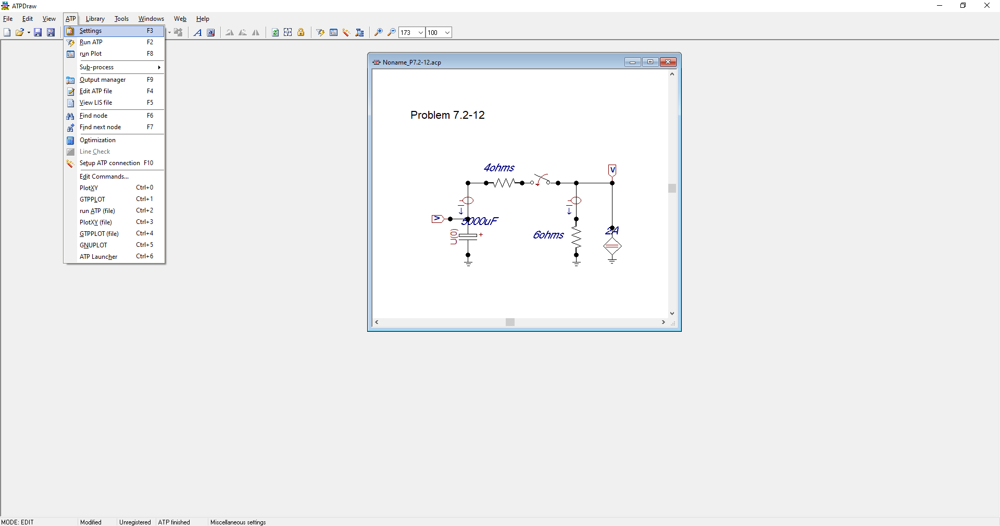 ATPDraw
File Edit View ATP Library Tools Windows Web Help
173 100
Settings F3
Run ATP F2
run Plot F8
Sub-process
Output manager F9
Edit ATP file F4
View LIS file F5
Find node F6
Find next node F7
Optimization
Line Check
Setup ATP connection F10
Edit Commands...
PlotXY Ctrl+0
GTPPLOT Ctrl+1
run ATP (file) Ctrl+2
PlotXY (file) Ctrl+3
GTPPLOT (file) Ctrl+4
GNUPLOT Ctrl+5
ATP Launcher Ctrl+6
Noname_P7.2-12.acp
Problem 7.2-12
4ohms
V
I
I
V
5000uF
U(0)
+
6ohms
2A
MODE: EDIT Modified Unregistered ATP finished Miscellaneous settings